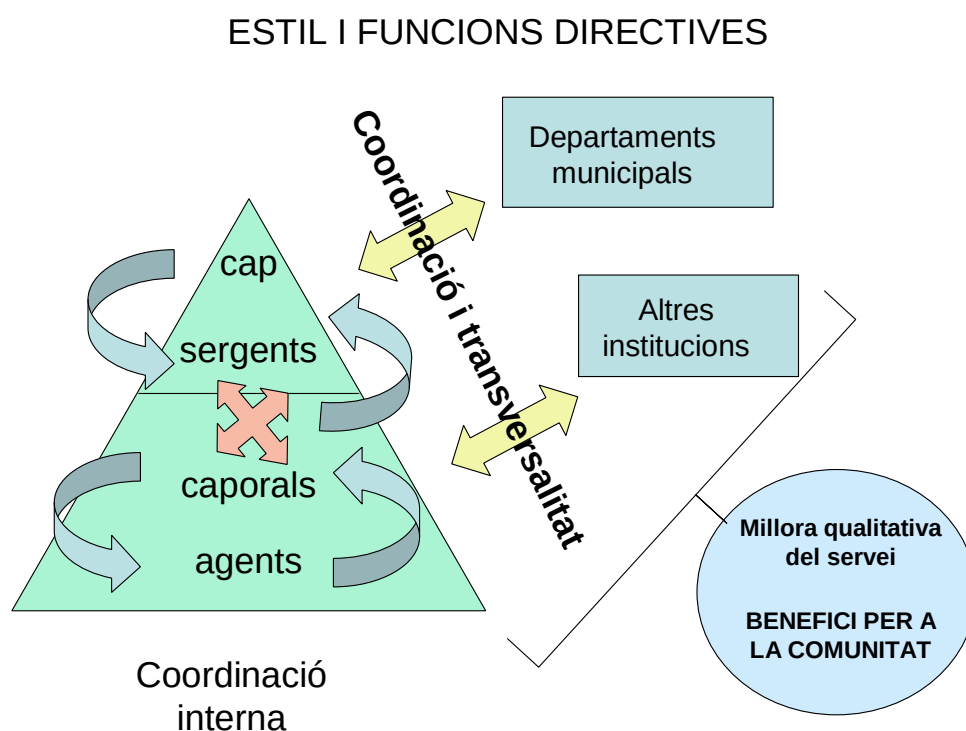 ESTIL I FUNCIONS DIRECTIVES
Departaments
municipals
Coordinació i transversalitat
cap
Altres
institucions
sergents
caporals
agents
Millora qualitativa
del servei
BENEFICI PER A
LA COMUNITAT
Coordinació
interna